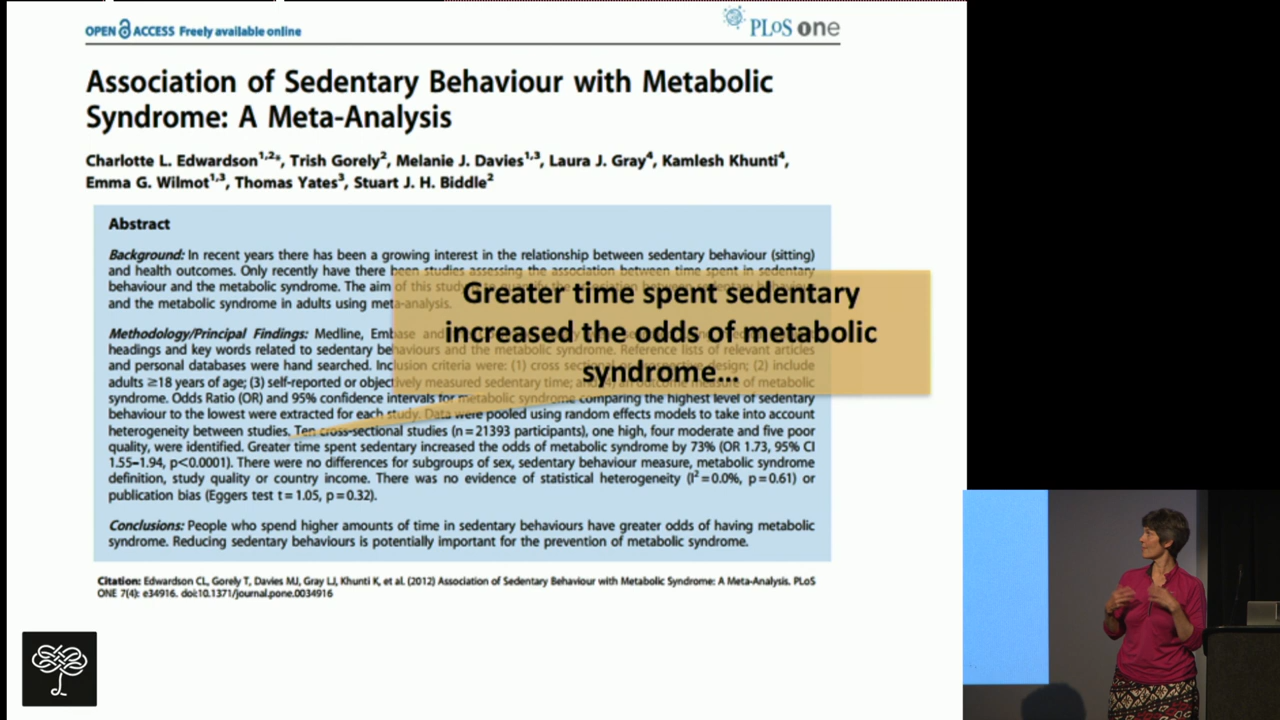 OPEN ACCESS Freely available online
PLoS one
Association of Sedentary Behaviour with Metabolic
Syndrome: A Meta-Analysis
Charlotte L. Edwardson1,2*, Trish Gorely2, Melanie J. Davies1,3, Laura J. Gray4, Kamlesh Khunti4,
Emma G. Wilmot1,3, Thomas Yates3, Stuart J. H. Biddle2
Abstract
Background: In recent years there has been a growing interest in the relationship between sedentary behaviour (sitting)
and health outcomes. Only recently have there been studies assessing the association between time spent in sedentary
behaviour and the metabolic syndrome. The aim of this study
and the metabolic syndrome in adults using meta-analysis.
Greater time spent sedentary
increased the odds of metabolic
syndrome...
Methodology/Principal Findings: Medline, Embase and
headings and key words related to sedentary behaviours and the metabolic syndrome. Reference lists of relevant articles
and personal databases were hand searched. Inclusion criteria were: (1) cross sectional design; (2) include
adults ≥18 years of age; (3) self-reported or objectively measured sedentary time; and (4) an outcome measure of metabolic
syndrome. Odds Ratio (OR) and 95% confidence intervals for metabolic syndrome comparing the highest level of sedentary
behaviour to the lowest were extracted for each study. Data were pooled using random effects models to take into account
heterogeneity between studies. Ten cross-sectional studies (n=21393 participants), one high, four moderate and five poor
quality, were identified. Greater time spent sedentary increased the odds of metabolic syndrome by 73% (OR 1.73, 95% CI
1.55–1.94, p<0.0001). There were no differences for subgroups of sex, sedentary behaviour measure, metabolic syndrome
definition, study quality or country income. There was no evidence of statistical heterogeneity (I2=0.0%, p=0.61) or
publication bias (Eggers test t=1.05, p=0.32).
Conclusions: People who spend higher amounts of time in sedentary behaviours have greater odds of having metabolic
syndrome. Reducing sedentary behaviours is potentially important for the prevention of metabolic syndrome.
Citation: Edwardson CL, Gorely T, Davies MJ, Gray LJ, Khunti K, et al. (2012) Association of Sedentary Behaviour with Metabolic Syndrome: A Meta-Analysis. PLoS
ONE 7(4): e34916. doi:10.1371/journal.pone.0034916